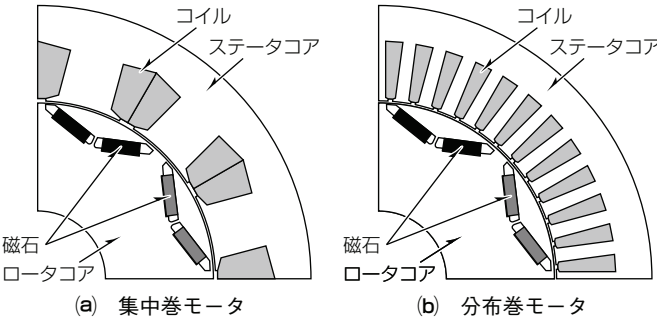 コイル
ステータコア
磁石
ロータコア
(a) 集中巻モータ
コイル
ステータコア
磁石
ロータコア
(b) 分布巻モータ